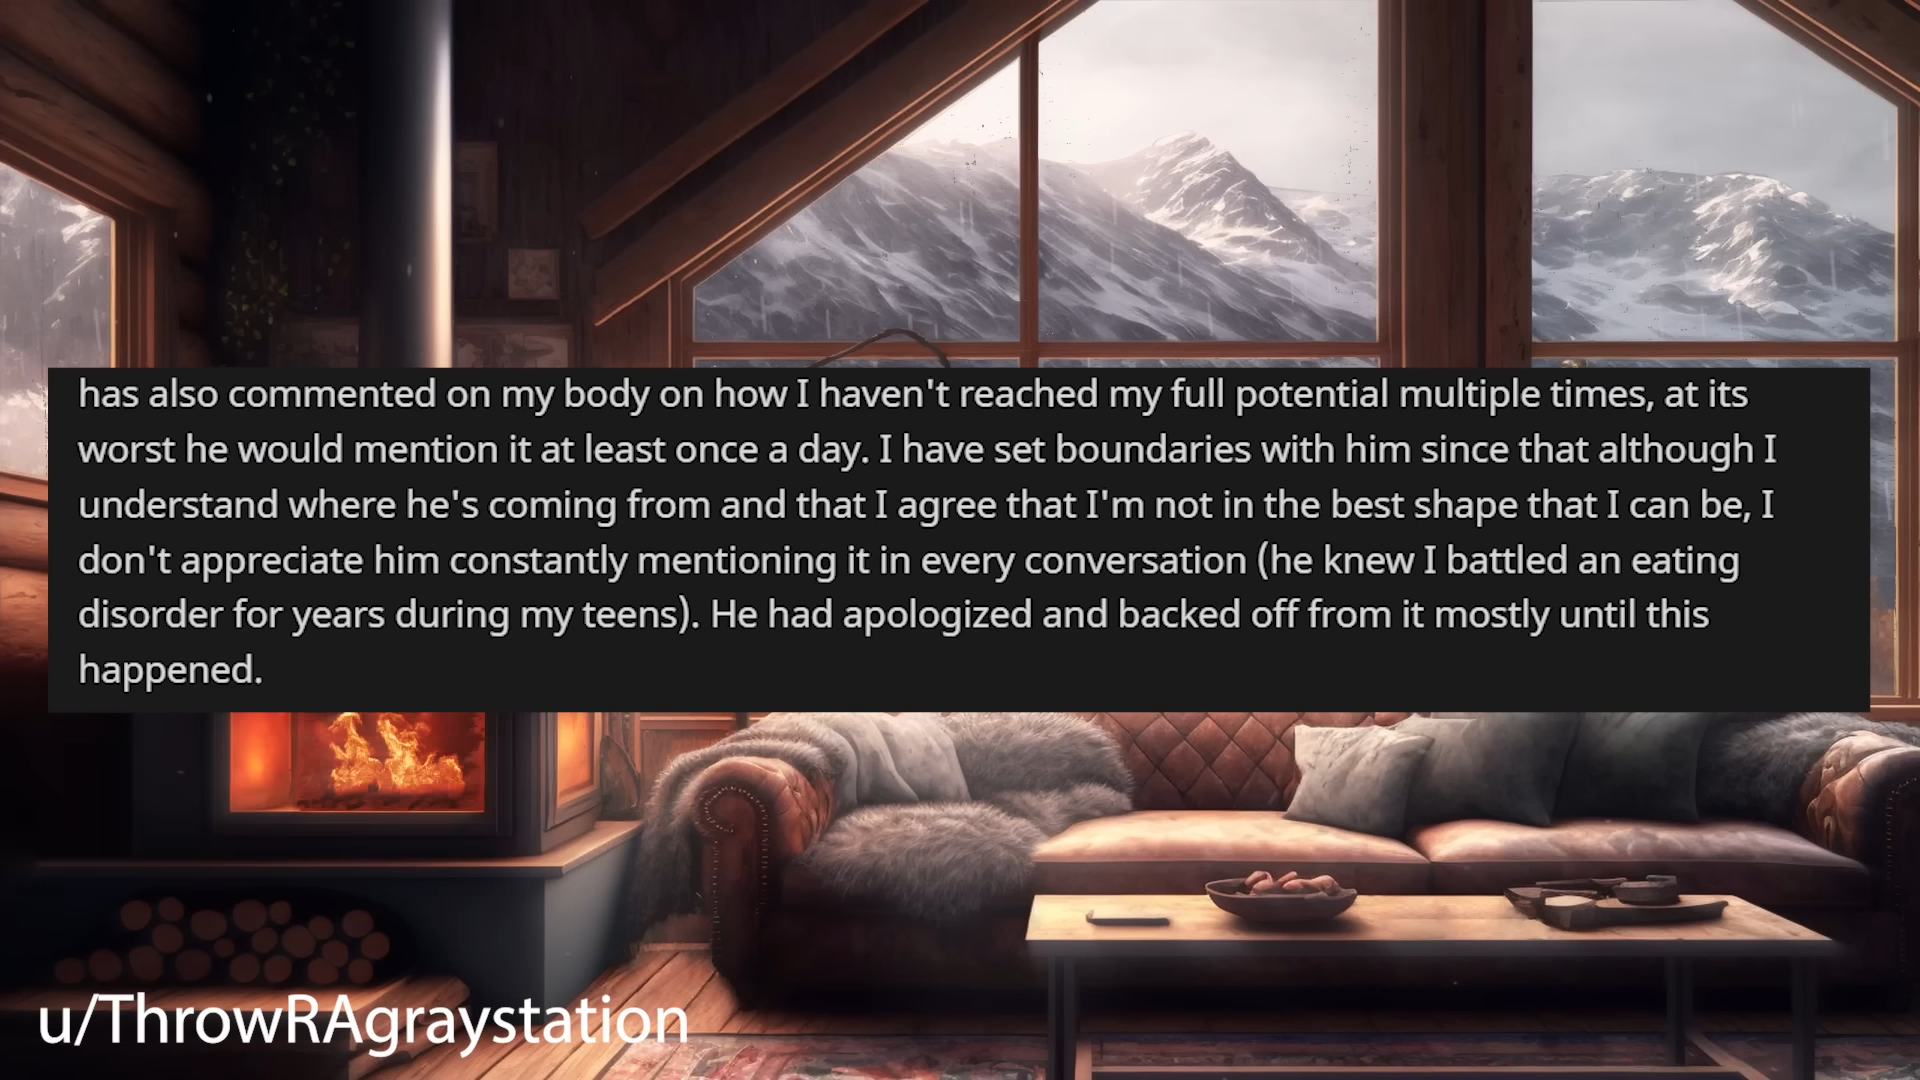 has also commented on my body on how I haven't reached my full potential multiple times, at its
worst he would mention it at least once a day. I have set boundaries with him since that although I
understand where he's coming from and that I agree that I'm not in the best shape that I can be, I
don't appreciate him constantly mentioning it in every conversation (he knew I battled an eating
disorder for years during my teens). He had apologized and backed off from it mostly until this
happened.
u/ThrowRAgraystation